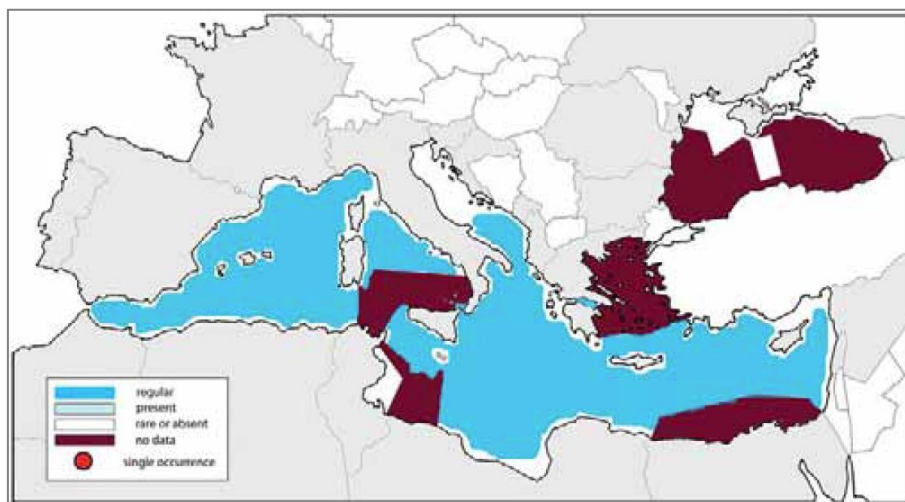 regular
present
rare or absent
no data
single occurrence